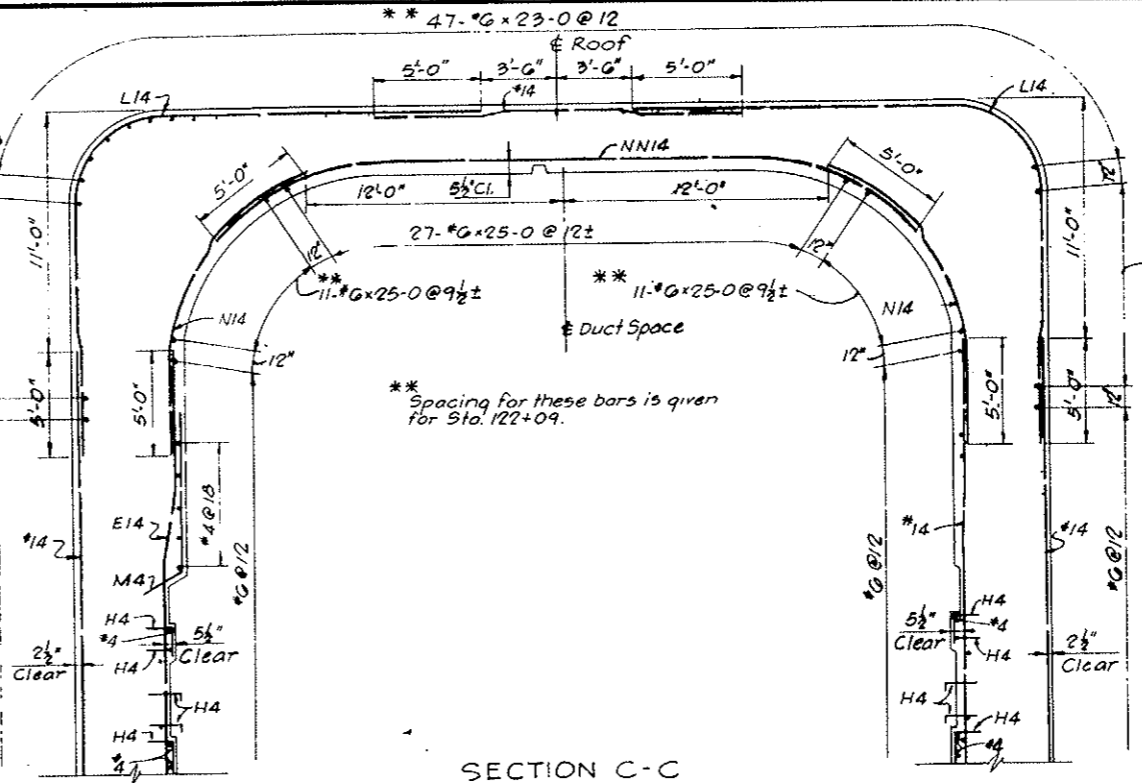 ** 47-#6x23-0@12
℄ Roof
5'-0" 3'-6" 3'-6" 5'-0"
#14
L14
L14
NN14
5'-0"
5'-0"
12'-0" 5½"Cl. 12'-0"
12"
11'-0"
11'-0"
27-#6x25-0 @ 12±
12"
12"
**
11-#6x25-0@9½±
**
11-#6x25-0@9½±
N14
N14
℄ Duct Space
12"
12"
**
Spacing for these bars is given
for Sta. 122+09.
5'-0"
5'-0"
5'-0"
5'-0"
12"
#4@18
E14
#14
#14
#14
M4
#6@12
#6@12
#6@12
H4
#4
5½"
Clear
H4
H4
#4
5½"
Clear
H4
2½"
Clear
2½"
Clear
H4
H4
H4
H4
#4
#4
SECTION C-C